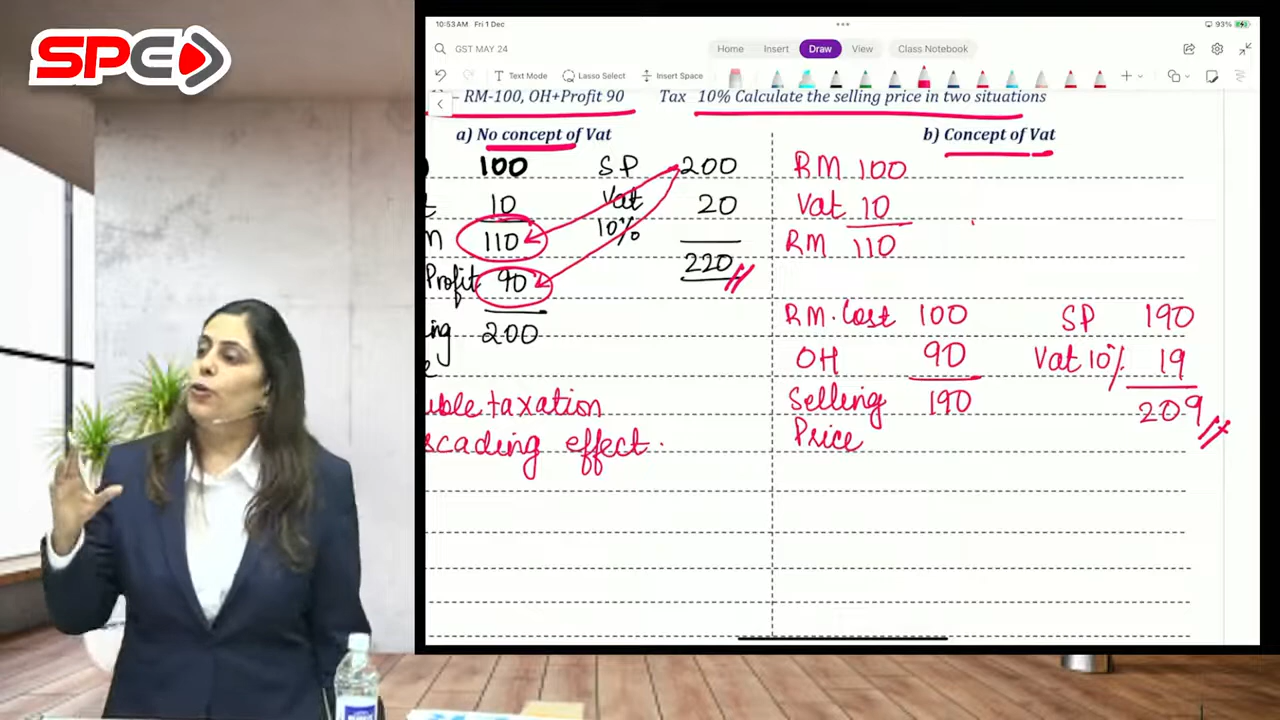 SPED
10:53 AM Fri 1 Dec
93%
GST MAY 24
Home Insert Draw View Class Notebook
Text Mode Lasso Select Insert Space
– RM-100, OH+Profit 90 Tax 10% Calculate the selling price in two situations
a) No concept of Vat
100 SP 200
10 Vat 20
110 10%
220
Profit 90
200
uble taxation
scading effect.
b) Concept of Vat
RM 100
Vat 10
RM 110
RM. Cost 100 SP 190
OH 90 Vat 10% 19
Selling 190 209
Price